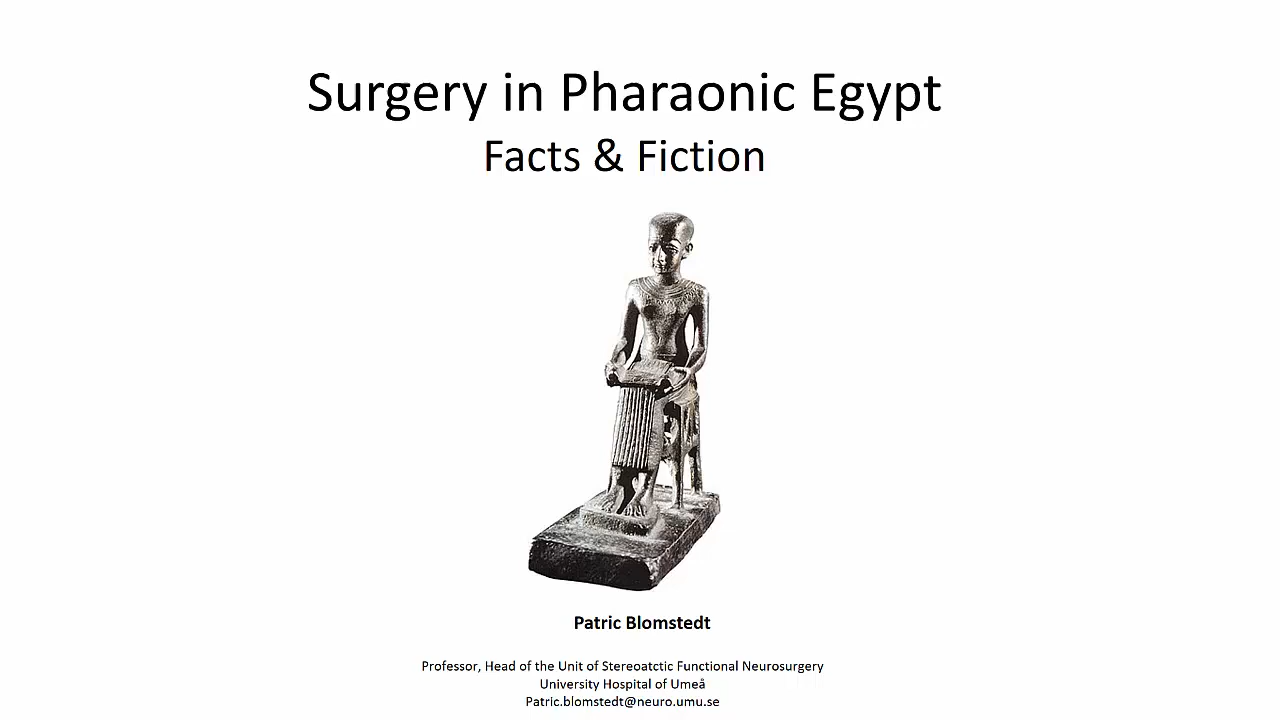 Surgery in Pharaonic Egypt
Facts & Fiction
Patric Blomstedt
Professor, Head of the Unit of Stereoatctic Functional Neurosurgery
University Hospital of Umeå
Patric.blomstedt@neuro.umu.se